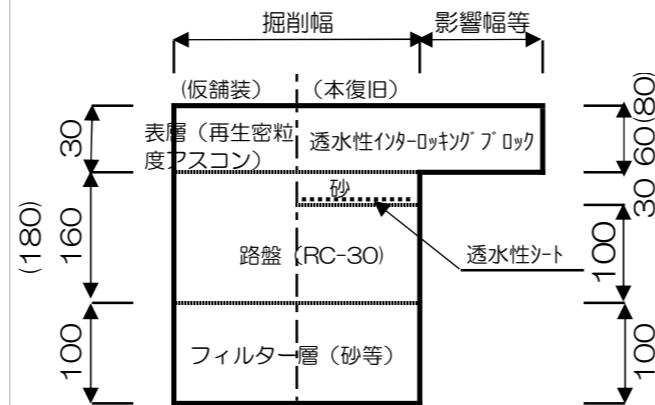 掘削幅 影響幅等
(仮舗装) (本復旧)
表層（再生密粒
度アスコン）
透水性インターロッキングブロック
砂
路盤（RC-30）
透水性シート
フィルター層（砂等）
30
160
(180)
100
60(80)
30
100
100